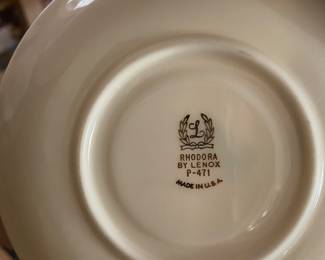 L
RHODORA
BY LENOX
P-471
MADE IN U.S.A.